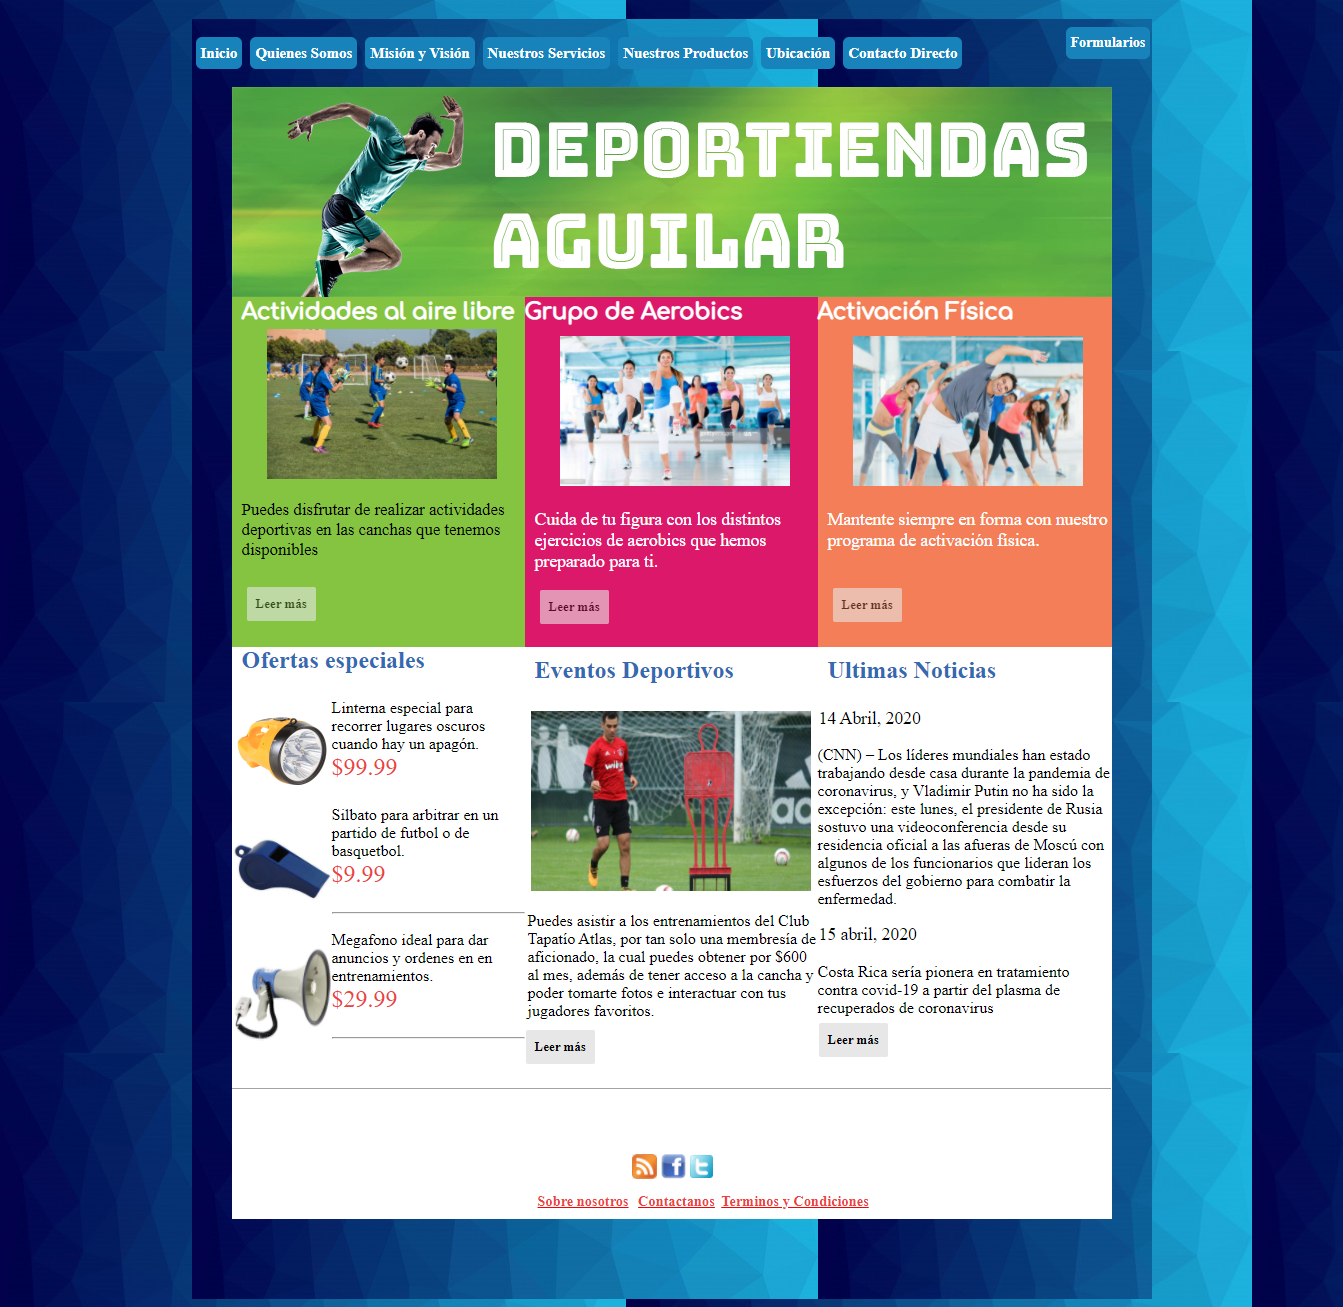 Inicio Quienes Somos Misión y Visión Nuestros Servicios Nuestros Productos Ubicación Contacto Directo Formularios
DEPORTIENDAS
AGUILAR
Actividades al aire libre
Puedes disfrutar de realizar actividades
deportivas en las canchas que tenemos
disponibles
Leer más
Grupo de Aerobics
Cuida de tu figura con los distintos
ejercicios de aerobics que hemos
preparado para ti.
Leer más
Activación Física
Mantente siempre en forma con nuestro
programa de activación física.
Leer más
Ofertas especiales
Linterna especial para
recorrer lugares oscuros
cuando hay un apagón.
$99.99
Silbato para arbitrar en un
partido de futbol o de
basquetbol.
$9.99
Megafono ideal para dar
anuncios y ordenes en en
entrenamientos.
$29.99
Eventos Deportivos
Puedes asistir a los entrenamientos del Club
Tapatío Atlas, por tan solo una membresía de
aficionado, la cual puedes obtener por $600
al mes, además de tener acceso a la cancha y
poder tomarte fotos e interactuar con tus
jugadores favoritos.
Leer más
Ultimas Noticias
14 Abril, 2020
(CNN) – Los líderes mundiales han estado
trabajando desde casa durante la pandemia de
coronavirus, y Vladimir Putin no ha sido la
excepción: este lunes, el presidente de Rusia
sostuvo una videoconferencia desde su
residencia oficial a las afueras de Moscú con
algunos de los funcionarios que lideran los
esfuerzos del gobierno para combatir la
enfermedad.
15 abril, 2020
Costa Rica sería pionera en tratamiento
contra covid-19 a partir del plasma de
recuperados de coronavirus
Leer más
Sobre nosotros Contactanos Terminos y Condiciones